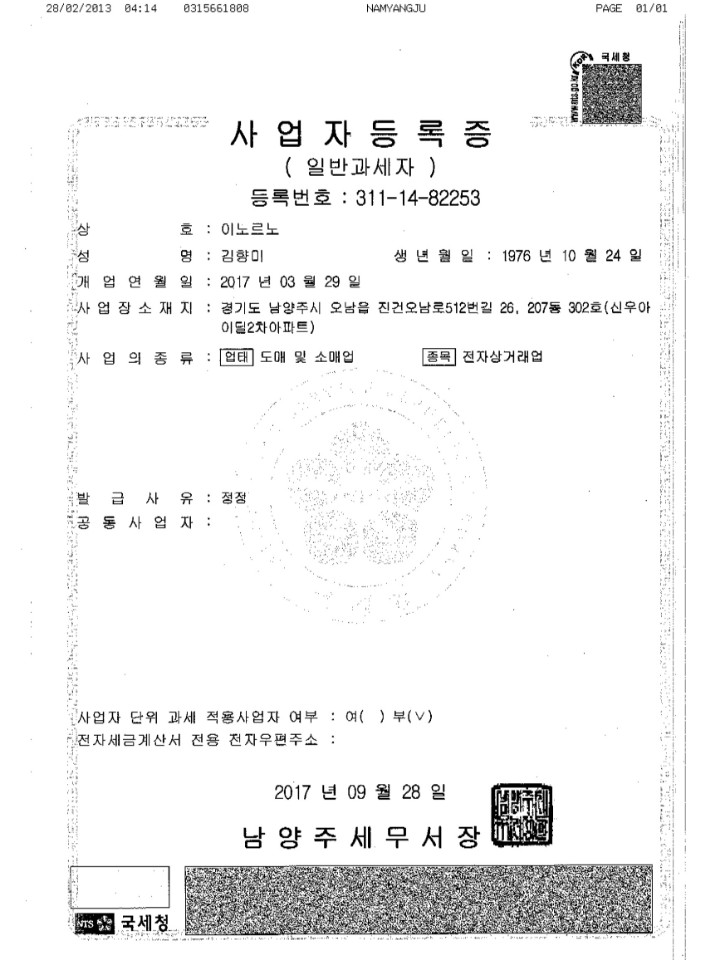 28/02/2013 04:14 0315661808 NAMYANGJU PAGE 01/01
국세청
사업자등록증
( 일반과세자 )
등록번호 : 311-14-82253
상 호 : 이노르노
성 명 : 김향미 생 년 월 일 : 1976 년 10 월 24 일
개 업 연 월 일 : 2017 년 03 월 29 일
사 업 장 소 재 지 : 경기도 남양주시 오남읍 진건오남로512번길 26, 207동 302호(신우아
이딜2차아파트)
사 업 의 종 류 : 업태 도매 및 소매업 종목 전자상거래업
발 급 사 유 : 정정
공 동 사 업 자 :
사업자 단위 과세 적용사업자 여부 : 여( ) 부(∨)
전자세금계산서 전용 전자우편주소 :
2017 년 09 월 28 일
남양주세무서장
NTS 국세청